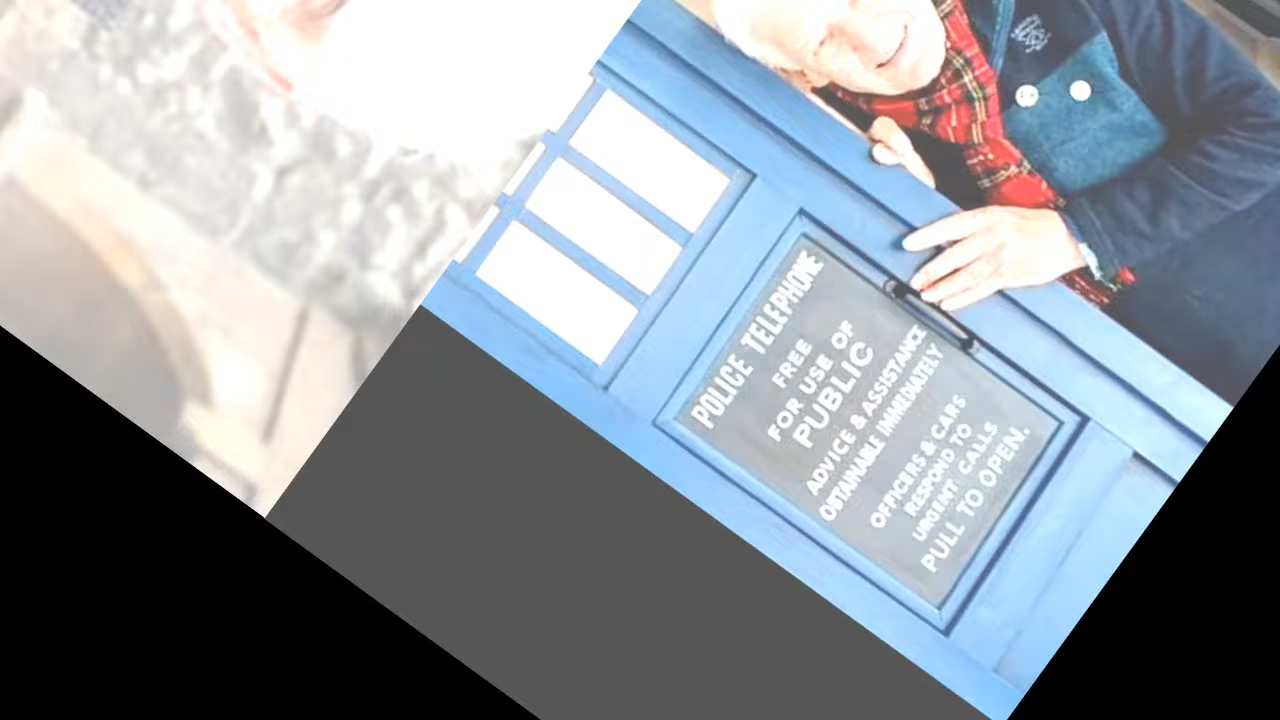 POLICE TELEPHONE
FREE
FOR USE OF
PUBLIC
ADVICE & ASSISTANCE
OBTAINABLE IMMEDIATELY
OFFICERS & CARS
RESPOND TO
URGENT CALLS
PULL TO OPEN.